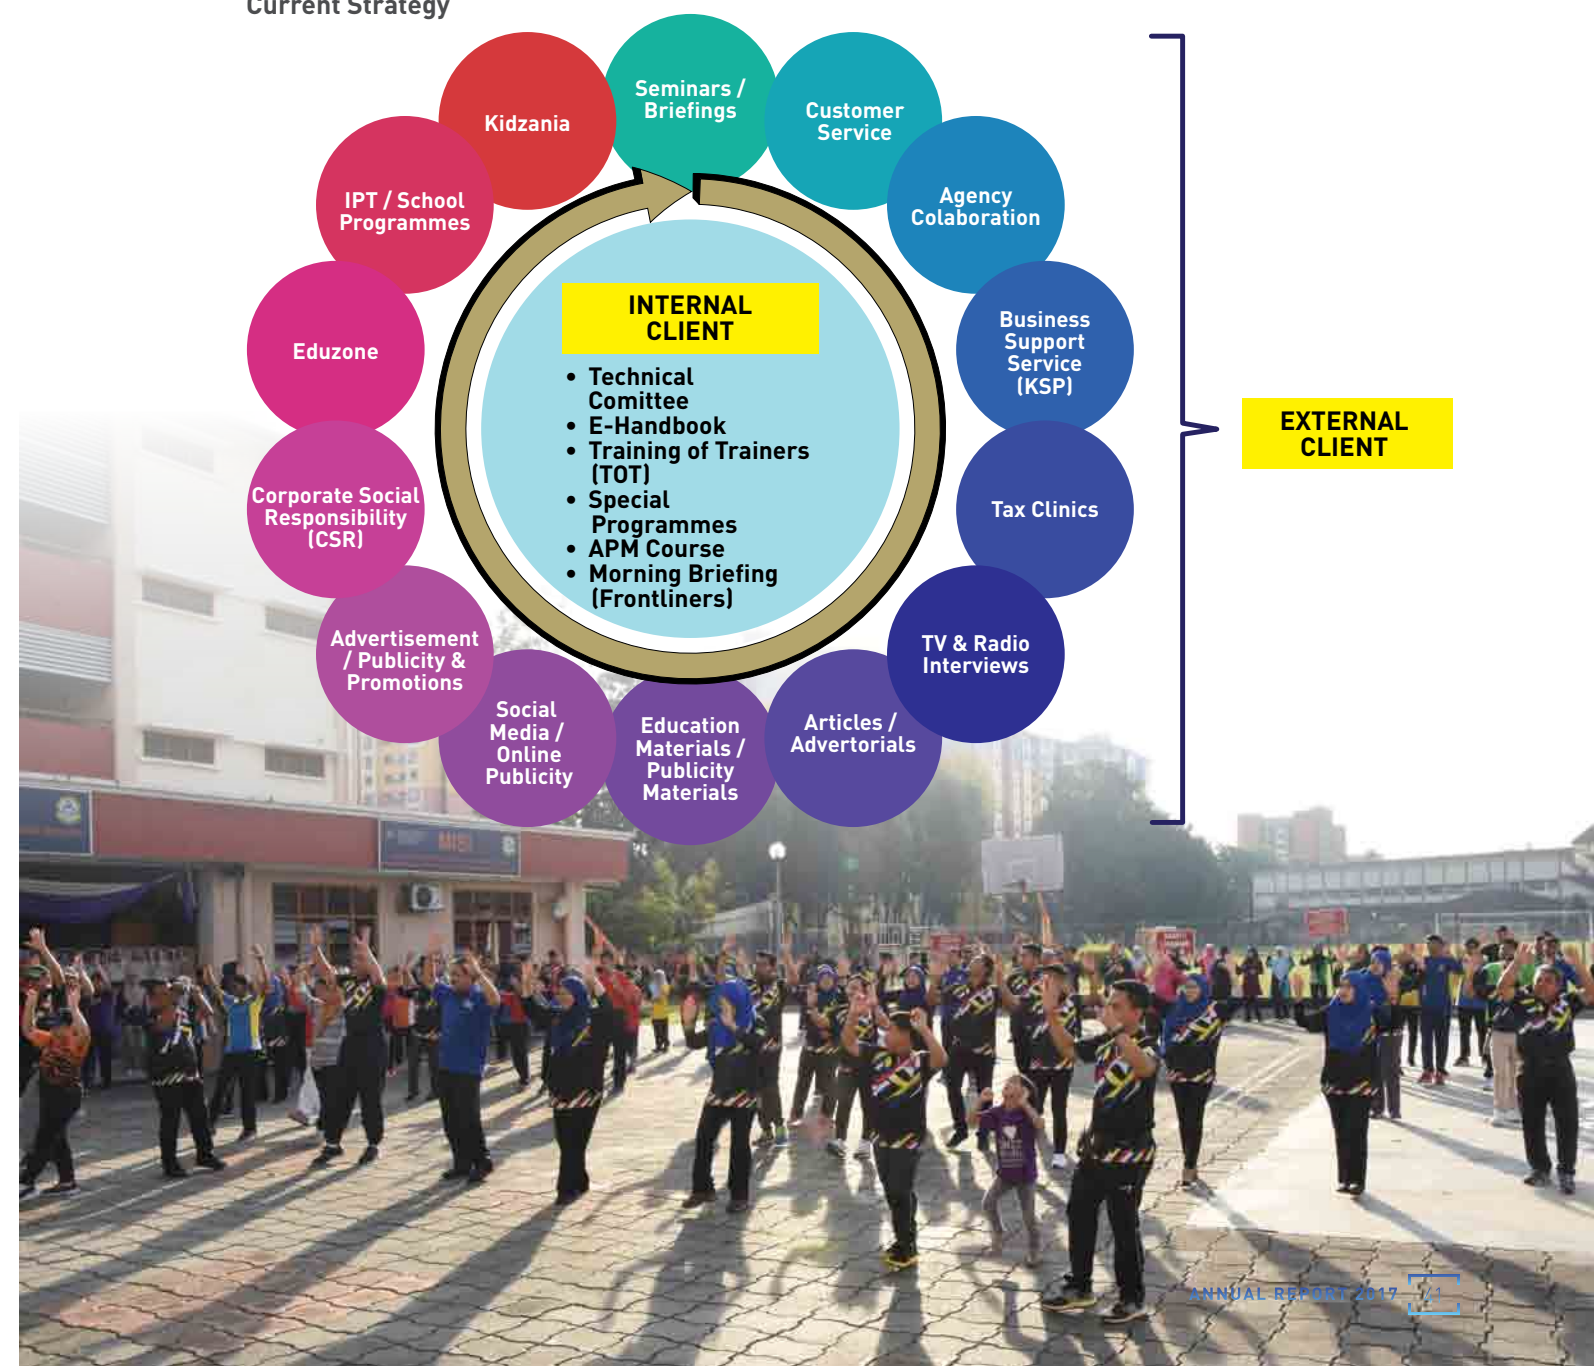 Current Strategy
Seminars /
Briefings
Customer
Service
Agency
Colaboration
Business
Support
Service
(KSP)
Tax Clinics
TV & Radio
Interviews
Articles /
Advertorials
Education
Materials /
Publicity
Materials
Social
Media /
Online
Publicity
Advertisement
/ Publicity &
Promotions
Corporate Social
Responsibility
(CSR)
Eduzone
IPT / School
Programmes
Kidzania
INTERNAL
CLIENT
• Technical
Comittee
• E-Handbook
• Training of Trainers
(TOT)
• Special
Programmes
• APM Course
• Morning Briefing
(Frontliners)
EXTERNAL
CLIENT
ANNUAL REPORT 2017 41